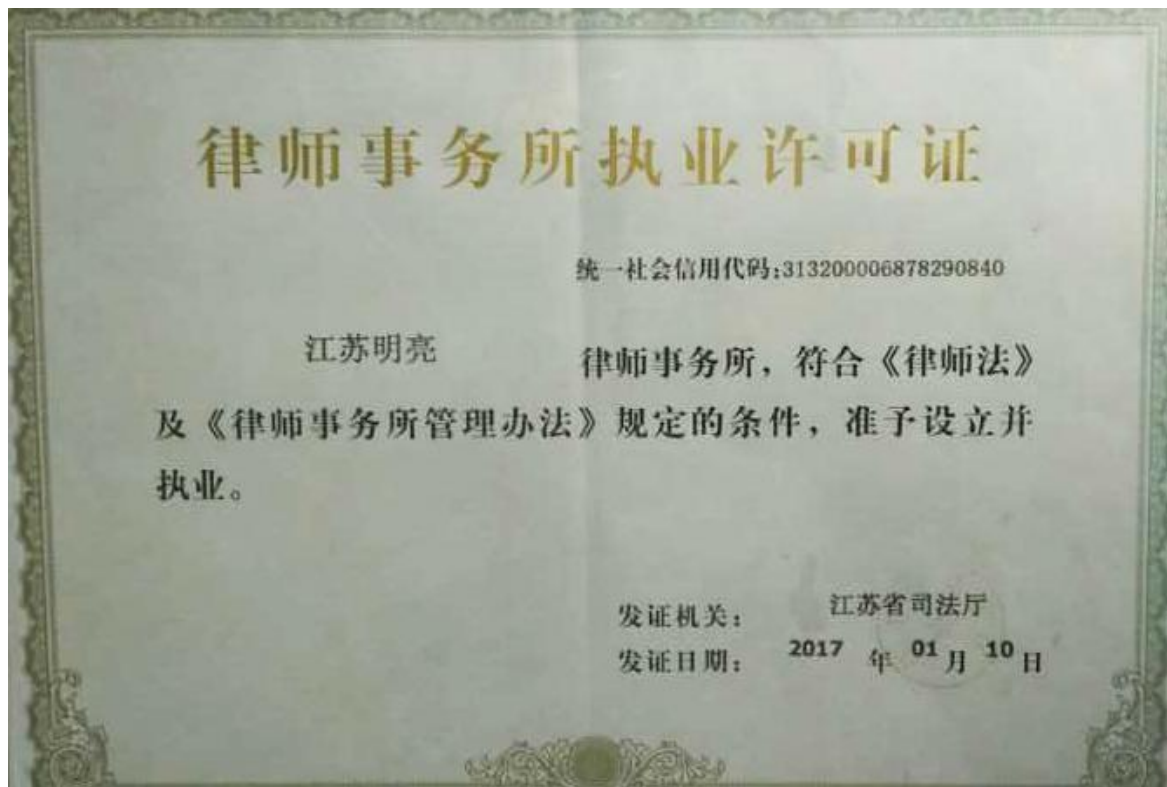 律师事务所执业许可证
统一社会信用代码:313200006878290840
江苏明亮 律师事务所，符合《律师法》
及《律师事务所管理办法》规定的条件，准予设立并
执业。
发证机关： 江苏省司法厅
发证日期： 2017 年 01 月 10 日